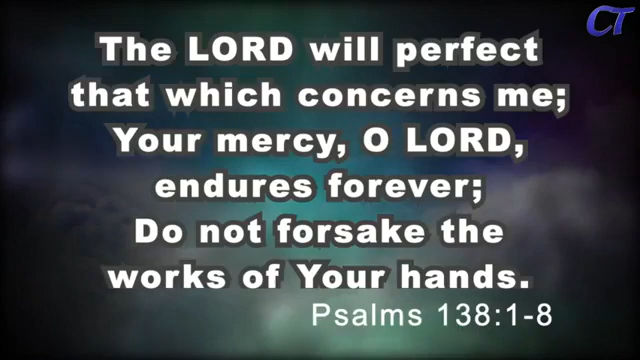 CT
The LORD will perfect
that which concerns me;
Your mercy, O LORD,
endures forever;
Do not forsake the
works of Your hands.
Psalms 138:1-8